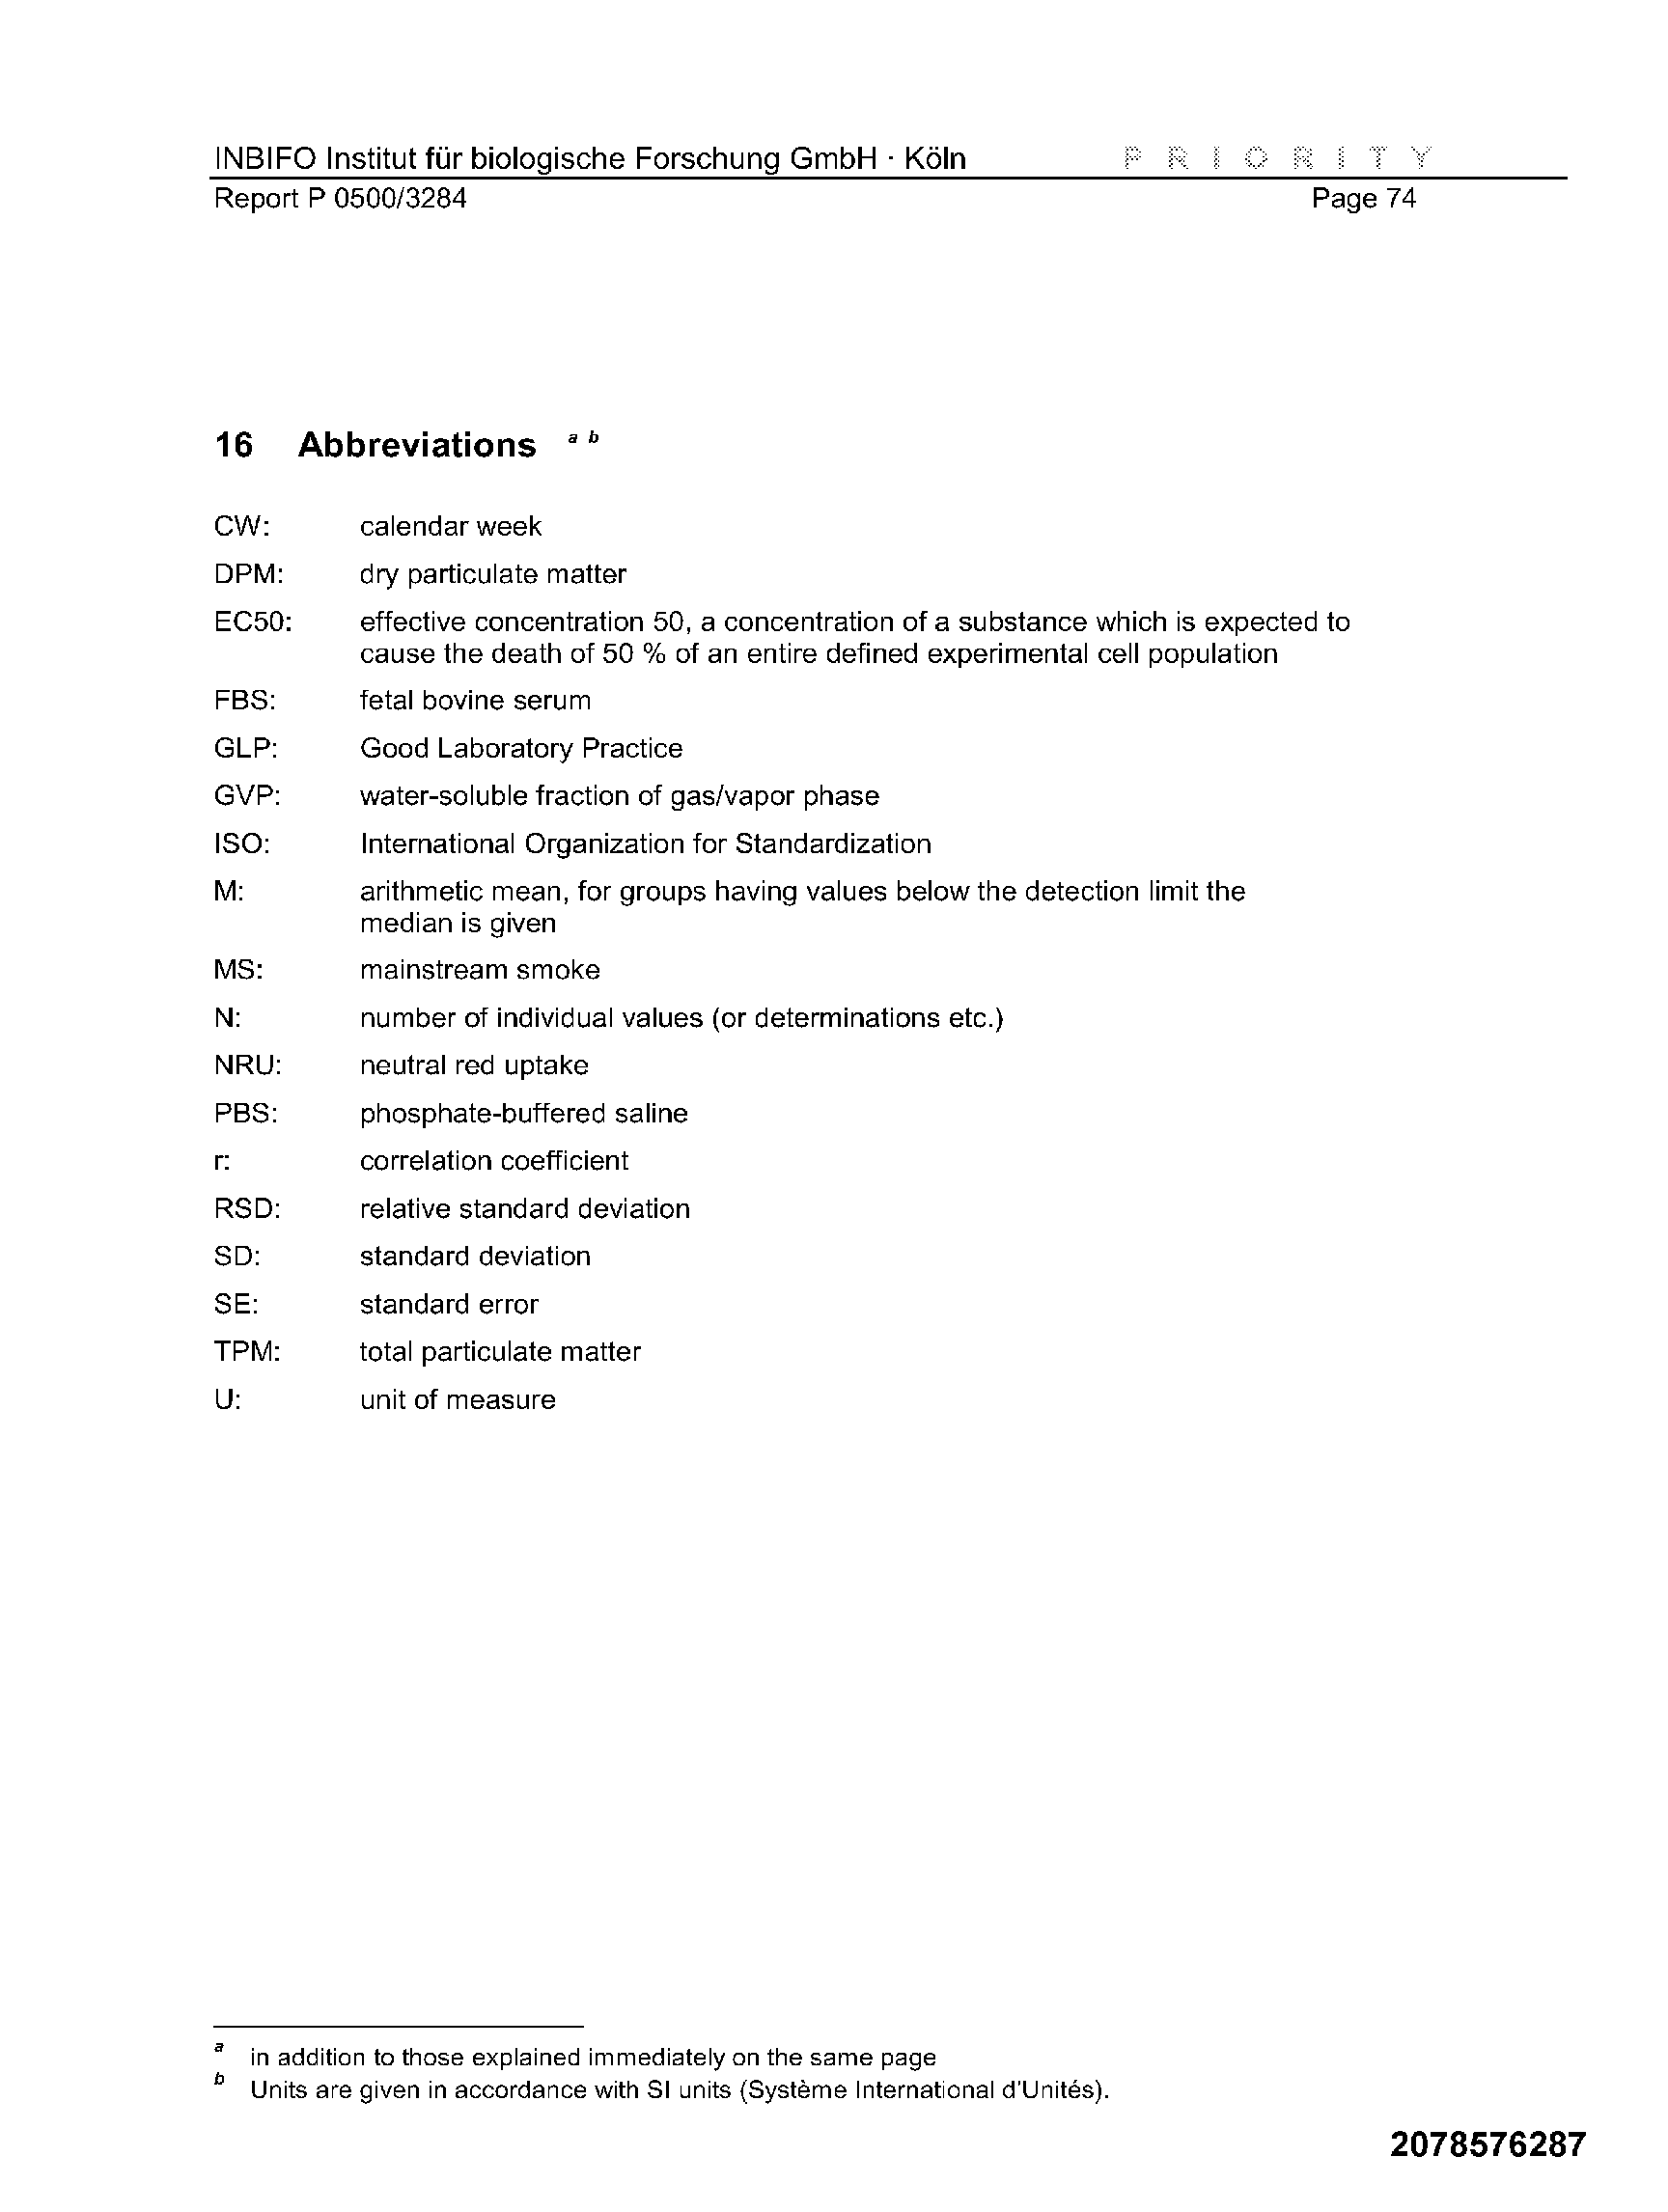 INBIFO Institut für biologische Forschung GmbH · Köln PRIORITY
Report P 0500/3284 Page 74
16 Abbreviations a b
CW: calendar week
DPM: dry particulate matter
EC50: effective concentration 50, a concentration of a substance which is expected to
cause the death of 50 % of an entire defined experimental cell population
FBS: fetal bovine serum
GLP: Good Laboratory Practice
GVP: water-soluble fraction of gas/vapor phase
ISO: International Organization for Standardization
M: arithmetic mean, for groups having values below the detection limit the
median is given
MS: mainstream smoke
N: number of individual values (or determinations etc.)
NRU: neutral red uptake
PBS: phosphate-buffered saline
r: correlation coefficient
RSD: relative standard deviation
SD: standard deviation
SE: standard error
TPM: total particulate matter
U: unit of measure
a in addition to those explained immediately on the same page
b Units are given in accordance with SI units (Système International d'Unités).
2078576287